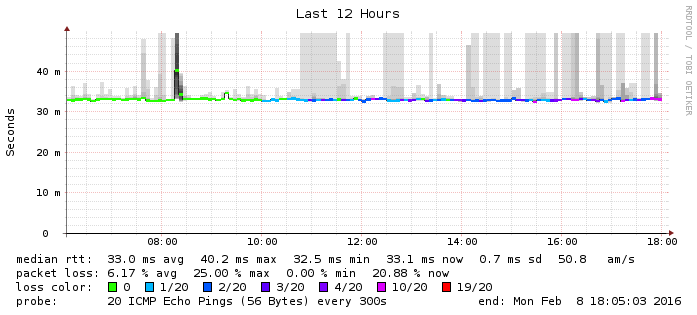 Last 12 Hours
RRDTOOL / TOBI OETIKER
Seconds
40 m
30 m
20 m
10 m
0
08:00 10:00 12:00 14:00 16:00 18:00
median rtt: 33.0 ms avg 40.2 ms max 32.5 ms min 33.1 ms now 0.7 ms sd 50.8 am/s
packet loss: 6.17 % avg 25.00 % max 0.00 % min 20.88 % now
loss color: 0 1/20 2/20 3/20 4/20 10/20 19/20
probe: 20 ICMP Echo Pings (56 Bytes) every 300s end: Mon Feb 8 18:05:03 2016